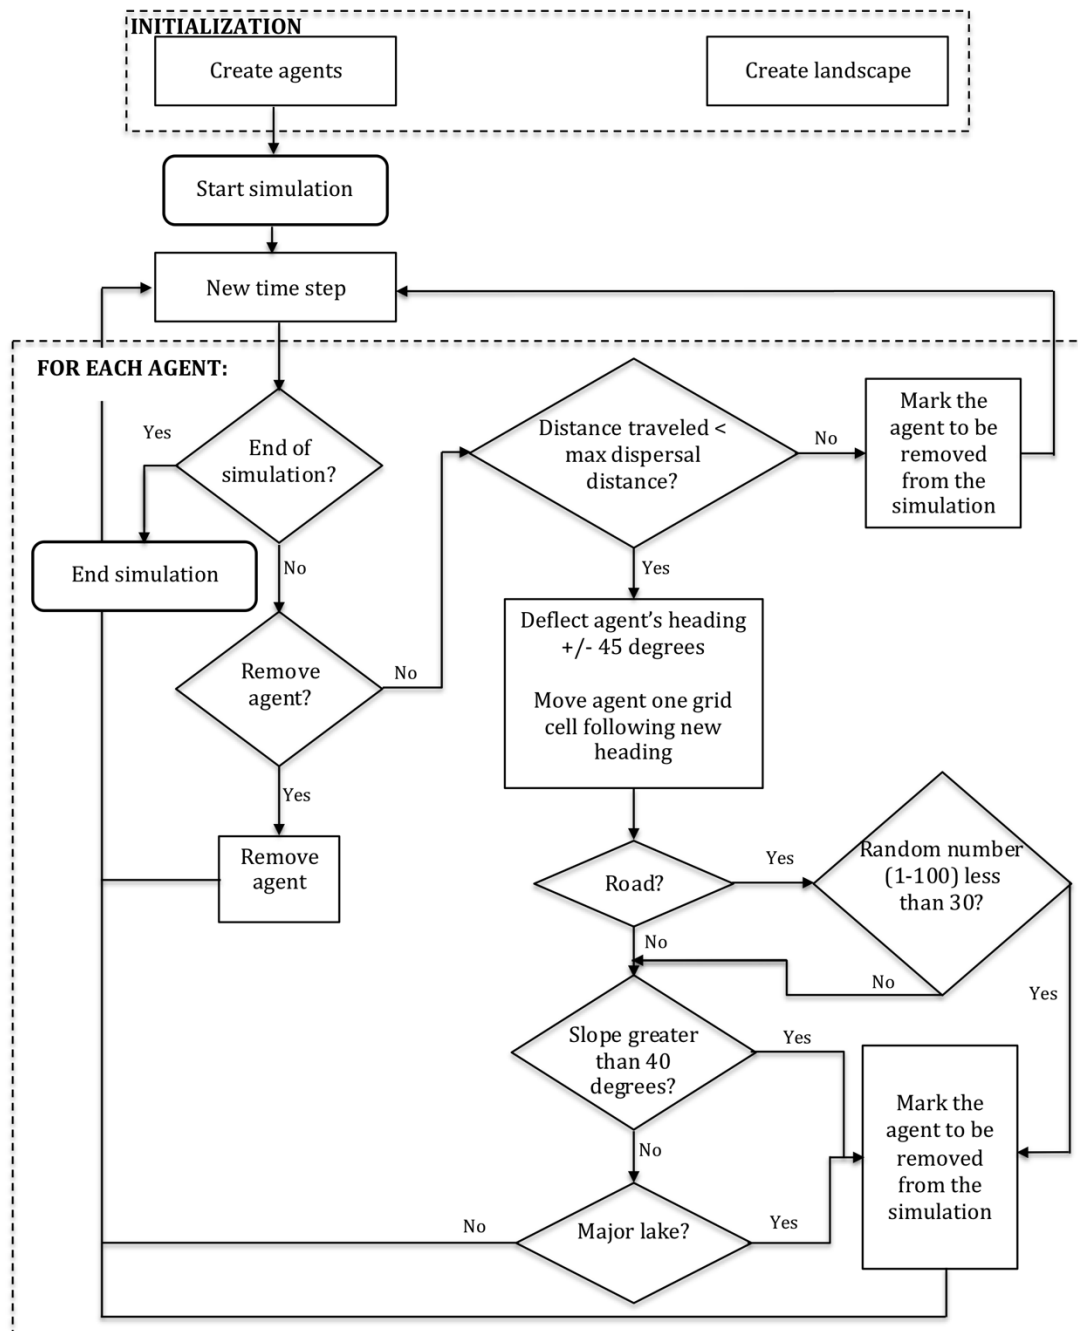 INITIALIZATION
Create agents
Create landscape
Start simulation
New time step
FOR EACH AGENT:
Yes
End of
simulation?
Distance traveled <
max dispersal
distance?
No
Mark the
agent to be
removed
from the
simulation
End simulation
No
Yes
Remove
agent?
No
Deflect agent's heading
+/- 45 degrees
Move agent one grid
cell following new
heading
Yes
Remove
agent
Road?
Yes
Random number
(1-100) less
than 30?
No
No
Yes
Slope greater
than 40
degrees?
Yes
No
Mark the
agent to be
removed
from the
simulation
Major lake?
No
Yes